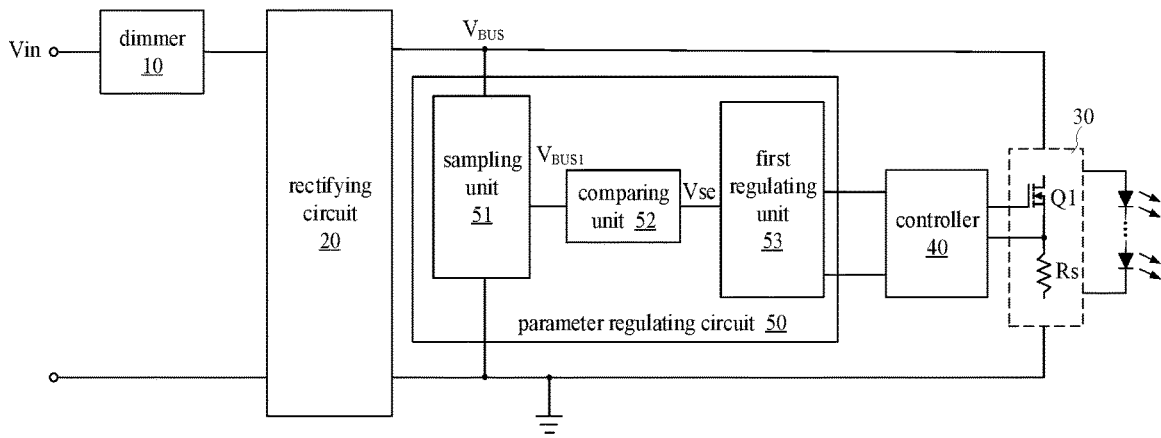 Vin
dimmer
10
rectifying
circuit
20
V_BUS
sampling
unit
51
V_BUS1
comparing
unit 52
Vse
first
regulating
unit
53
parameter regulating circuit 50
controller
40
30
Q1
Rs